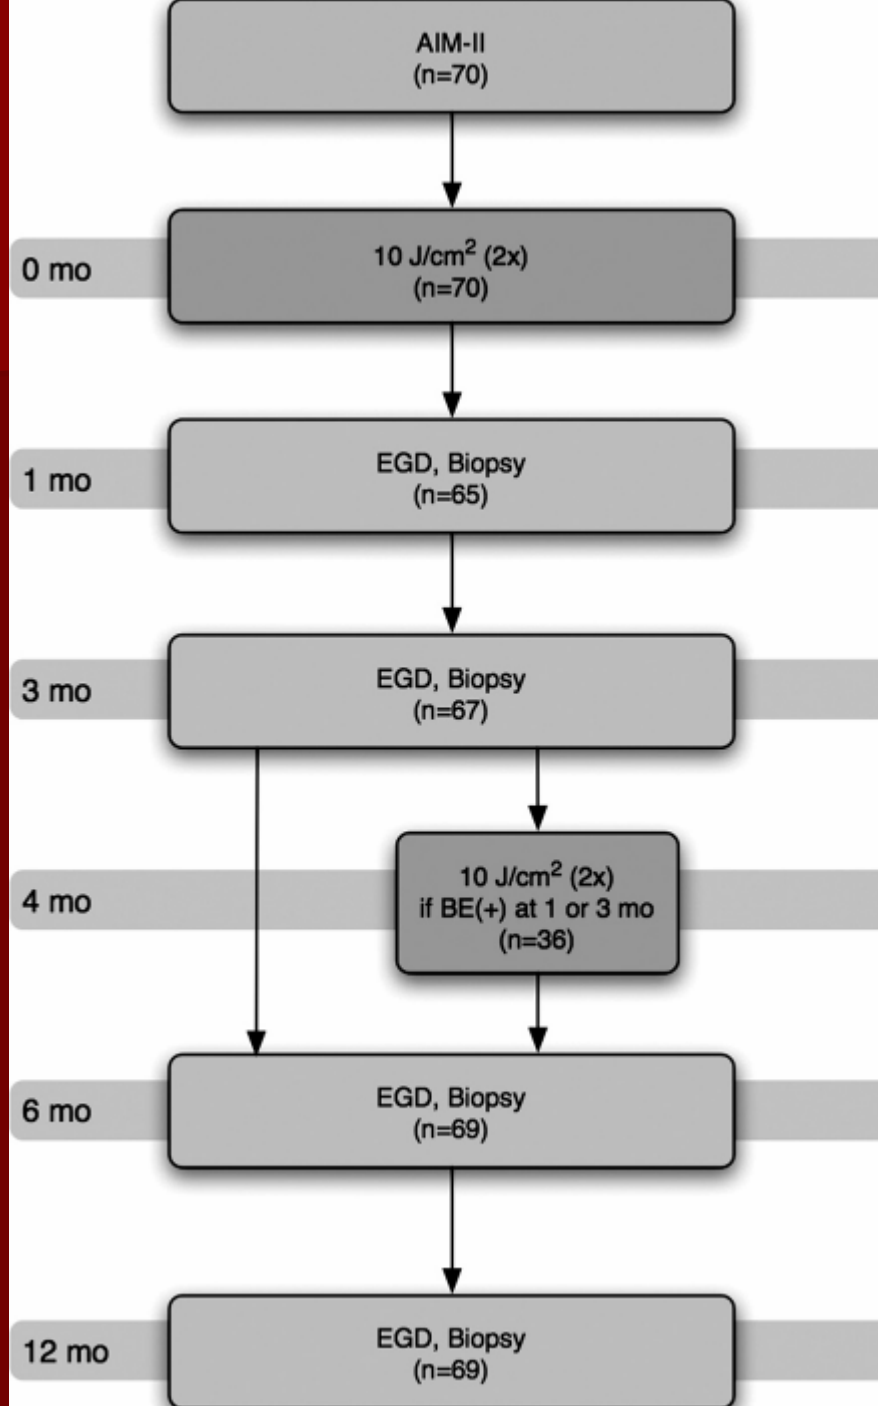 AIM-II
(n=70)
0 mo
10 J/cm² (2x)
(n=70)
1 mo
EGD, Biopsy
(n=65)
3 mo
EGD, Biopsy
(n=67)
4 mo
10 J/cm² (2x)
if BE(+) at 1 or 3 mo
(n=36)
6 mo
EGD, Biopsy
(n=69)
12 mo
EGD, Biopsy
(n=69)